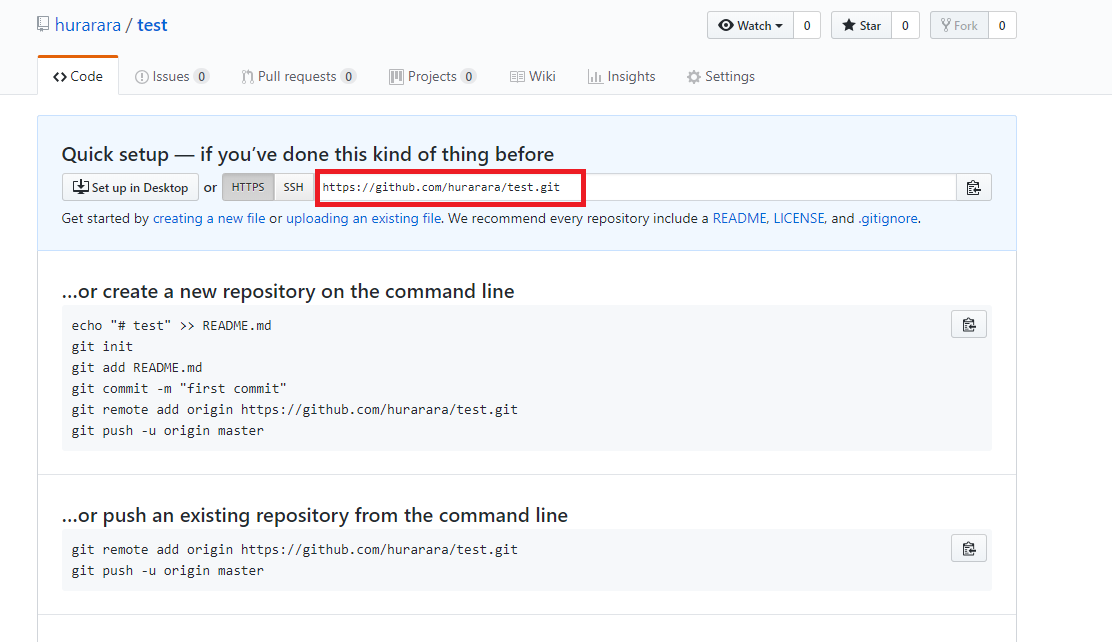 hurarara / test
Watch 0 Star 0 Fork 0
Code Issues 0 Pull requests 0 Projects 0 Wiki Insights Settings
Quick setup — if you’ve done this kind of thing before
Set up in Desktop or HTTPS SSH https://github.com/hurarara/test.git
Get started by creating a new file or uploading an existing file. We recommend every repository include a README, LICENSE, and .gitignore.
…or create a new repository on the command line
echo "# test" >> README.md
git init
git add README.md
git commit -m "first commit"
git remote add origin https://github.com/hurarara/test.git
git push -u origin master
…or push an existing repository from the command line
git remote add origin https://github.com/hurarara/test.git
git push -u origin master